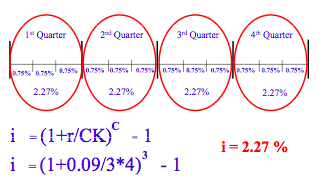 1st Quarter 2nd Quarter 3rd Quarter 4th Quarter
0.75% 0.75% 0.75% 0.75% 0.75% 0.75% 0.75% 0.75% 0.75% 0.75% 0.75% 0.75%
2.27% 2.27% 2.27% 2.27%
i =(1+r/CK)^C - 1
i = 2.27 %
i =(1+0.09/3*4)^3 - 1